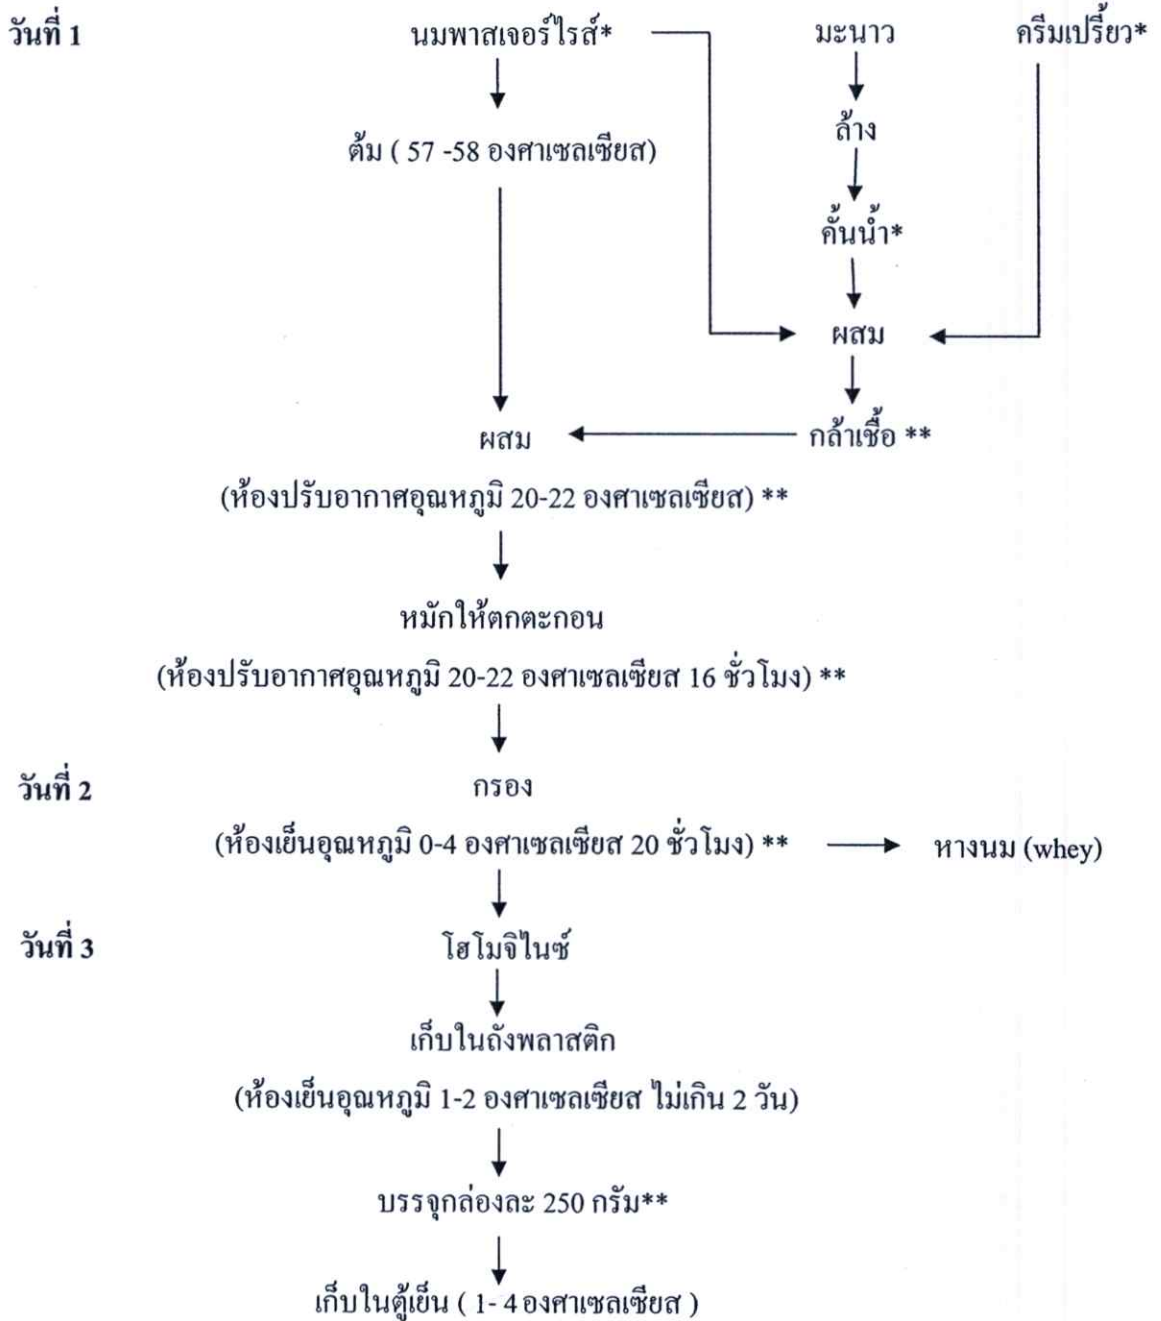 วันที่ 1
นมพาสเจอร์ไรส์*
มะนาว
ครีมเปรี้ยว*
ล้าง
ต้ม ( 57 -58 องศาเซลเซียส)
คั้นน้ำ*
ผสม
ผสม
กล้าเชื้อ **
(ห้องปรับอากาศอุณหภูมิ 20-22 องศาเซลเซียส) **
หมักให้ตกตะกอน
(ห้องปรับอากาศอุณหภูมิ 20-22 องศาเซลเซียส 16 ชั่วโมง) **
วันที่ 2
กรอง
(ห้องเย็นอุณหภูมิ 0-4 องศาเซลเซียส 20 ชั่วโมง) **
หางนม (whey)
วันที่ 3
โฮโมจิไนซ์
เก็บในถังพลาสติก
(ห้องเย็นอุณหภูมิ 1-2 องศาเซลเซียส ไม่เกิน 2 วัน)
บรรจุกล่องละ 250 กรัม**
เก็บในตู้เย็น ( 1- 4 องศาเซลเซียส )